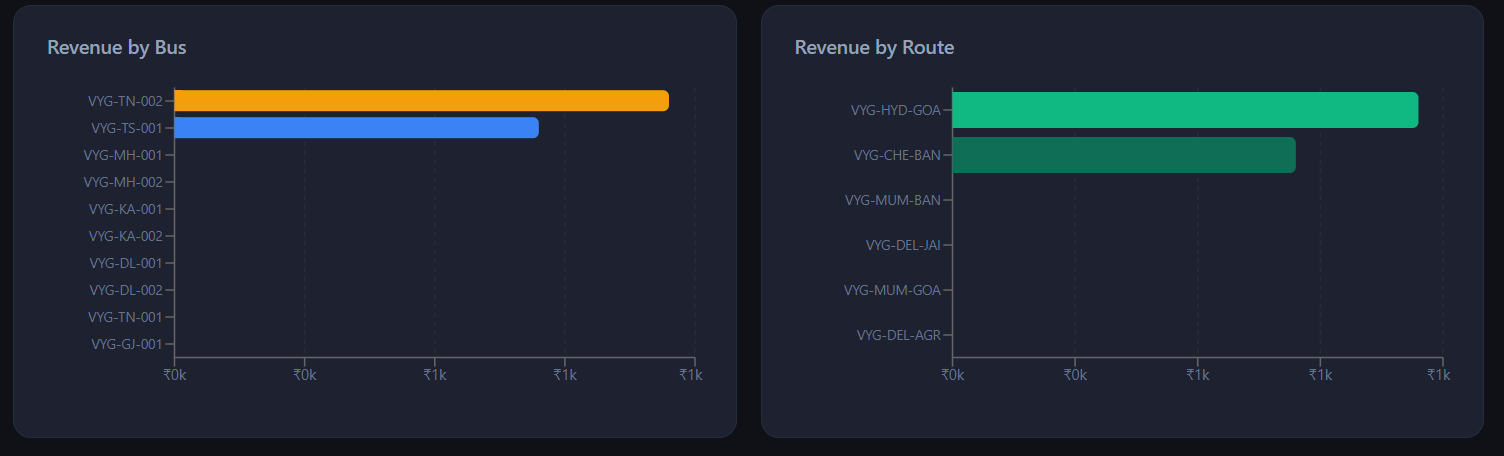 Revenue by Bus
VYG-TN-002
VYG-TS-001
VYG-MH-001
VYG-MH-002
VYG-KA-001
VYG-KA-002
VYG-DL-001
VYG-DL-002
VYG-TN-001
VYG-GJ-001
₹0k ₹0k ₹1k ₹1k ₹1k
Revenue by Route
VYG-HYD-GOA
VYG-CHE-BAN
VYG-MUM-BAN
VYG-DEL-JAI
VYG-MUM-GOA
VYG-DEL-AGR
₹0k ₹0k ₹1k ₹1k ₹1k